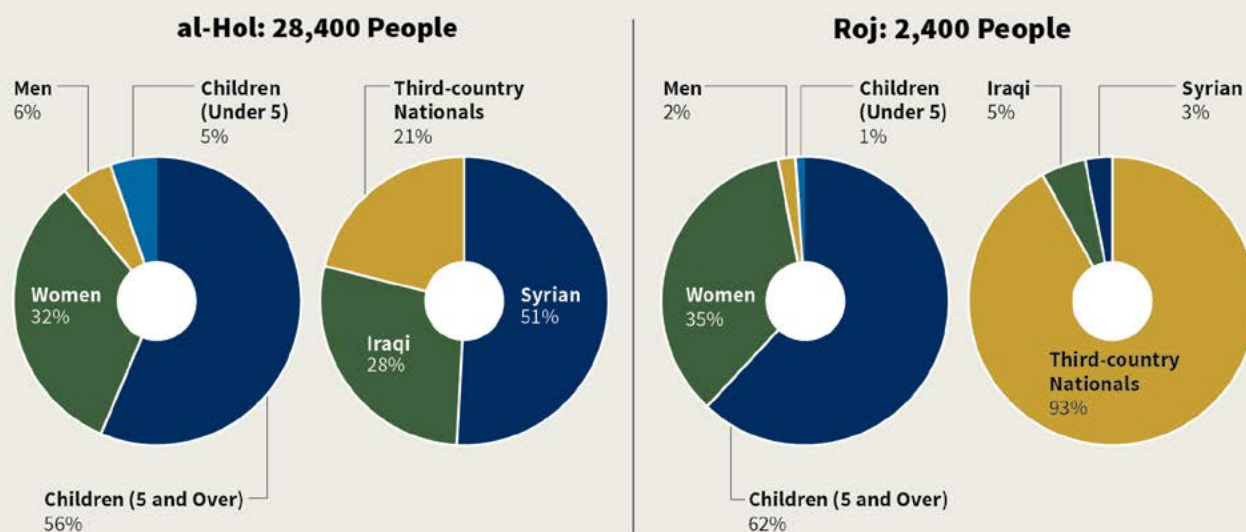 al-Hol: 28,400 People
Men
6%
Children
(Under 5)
5%
Women
32%
Children (5 and Over)
56%
Third-country
Nationals
21%
Iraqi
28%
Syrian
51%
Roj: 2,400 People
Men
2%
Children
(Under 5)
1%
Women
35%
Children (5 and Over)
62%
Iraqi
5%
Syrian
3%
Third-country
Nationals
93%